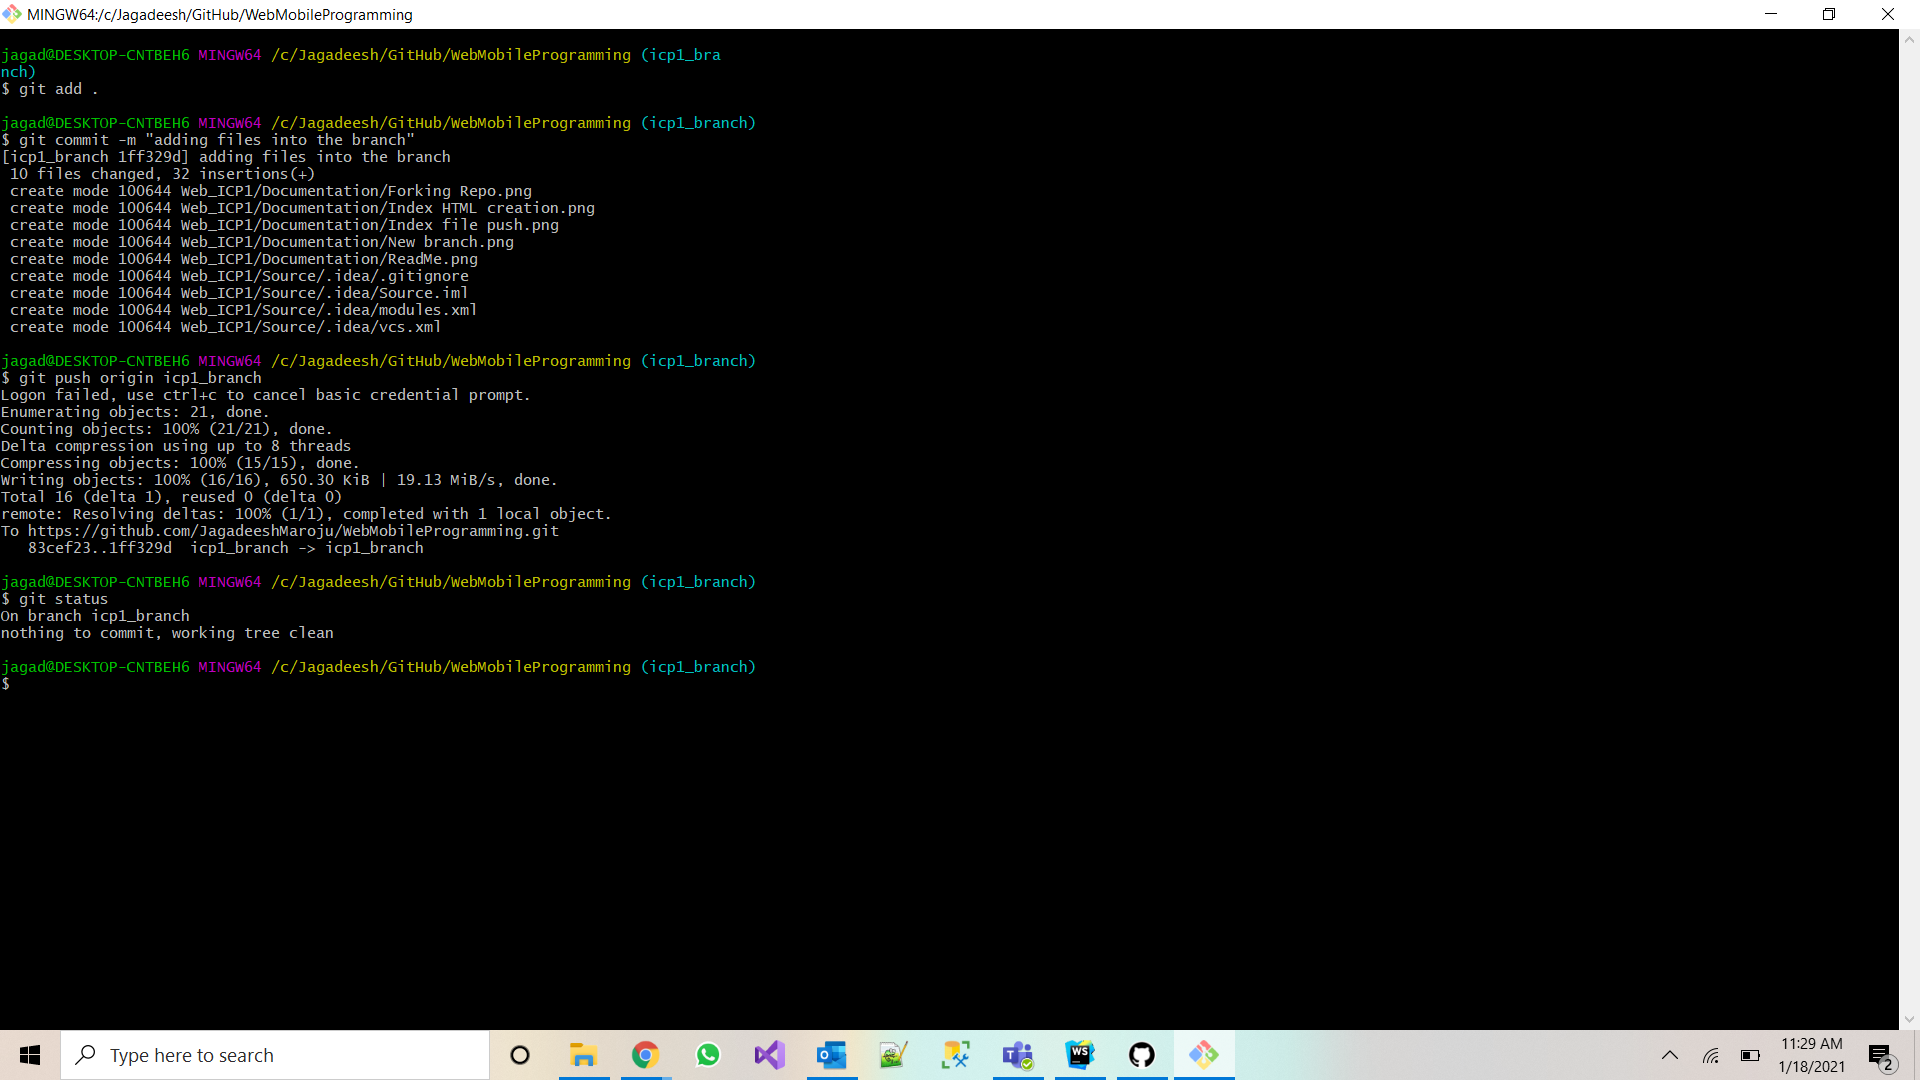 MINGW64:/c/Jagadeesh/GitHub/WebMobileProgramming
jagad@DESKTOP-CNTBEH6 MINGW64 /c/Jagadeesh/GitHub/WebMobileProgramming (icp1_bra
nch)
$ git add .
jagad@DESKTOP-CNTBEH6 MINGW64 /c/Jagadeesh/GitHub/WebMobileProgramming (icp1_branch)
$ git commit -m "adding files into the branch"
[icp1_branch 1ff329d] adding files into the branch
 10 files changed, 32 insertions(+)
 create mode 100644 Web_ICP1/Documentation/Forking Repo.png
 create mode 100644 Web_ICP1/Documentation/Index HTML creation.png
 create mode 100644 Web_ICP1/Documentation/Index file push.png
 create mode 100644 Web_ICP1/Documentation/New branch.png
 create mode 100644 Web_ICP1/Documentation/ReadMe.png
 create mode 100644 Web_ICP1/Source/.idea/.gitignore
 create mode 100644 Web_ICP1/Source/.idea/Source.iml
 create mode 100644 Web_ICP1/Source/.idea/modules.xml
 create mode 100644 Web_ICP1/Source/.idea/vcs.xml
jagad@DESKTOP-CNTBEH6 MINGW64 /c/Jagadeesh/GitHub/WebMobileProgramming (icp1_branch)
$ git push origin icp1_branch
Logon failed, use ctrl+c to cancel basic credential prompt.
Enumerating objects: 21, done.
Counting objects: 100% (21/21), done.
Delta compression using up to 8 threads
Compressing objects: 100% (15/15), done.
Writing objects: 100% (16/16), 650.30 KiB | 19.13 MiB/s, done.
Total 16 (delta 1), reused 0 (delta 0)
remote: Resolving deltas: 100% (1/1), completed with 1 local object.
To https://github.com/JagadeeshMaroju/WebMobileProgramming.git
   83cef23..1ff329d  icp1_branch -> icp1_branch
jagad@DESKTOP-CNTBEH6 MINGW64 /c/Jagadeesh/GitHub/WebMobileProgramming (icp1_branch)
$ git status
On branch icp1_branch
nothing to commit, working tree clean
jagad@DESKTOP-CNTBEH6 MINGW64 /c/Jagadeesh/GitHub/WebMobileProgramming (icp1_branch)
$
Type here to search
WS
11:29 AM
1/18/2021
2